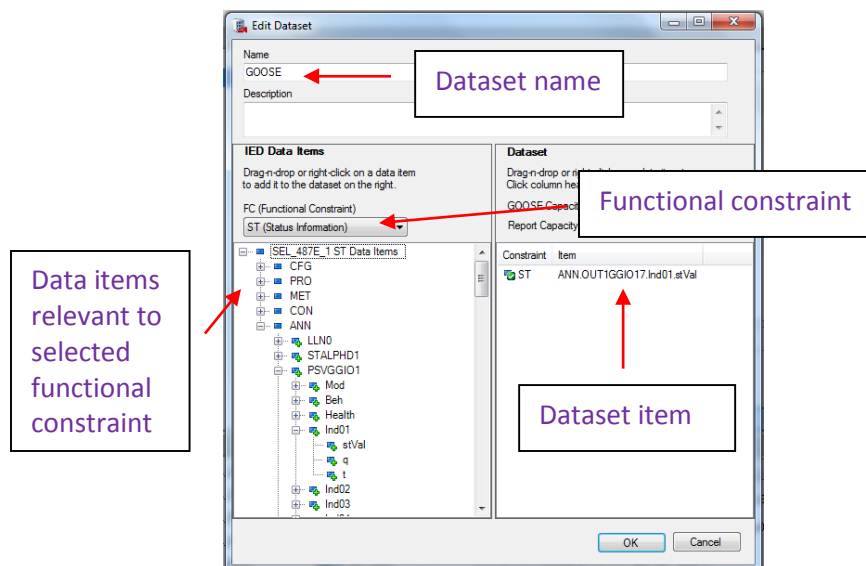 Edit Dataset
Name
GOOSE
Dataset name
Description
IED Data Items
Drag-n-drop or right-click on a data item
to add it to the dataset on the right.
FC (Functional Constraint)
ST (Status Information)
Dataset
Drag-n-drop or
Click column
GOOSE
Report Capacity
Functional constraint
SEL_487E_1 ST Data Items
CFG
PRO
MET
CON
ANN
LLN0
STALPHD1
PSVGGIO1
Mod
Beh
Health
Ind01
stVal
q
t
Ind02
Ind03
Constraint Item
ST ANN.OUT1GGIO17.Ind01.stVal
Data items
relevant to
selected
functional
constraint
Dataset item
OK Cancel